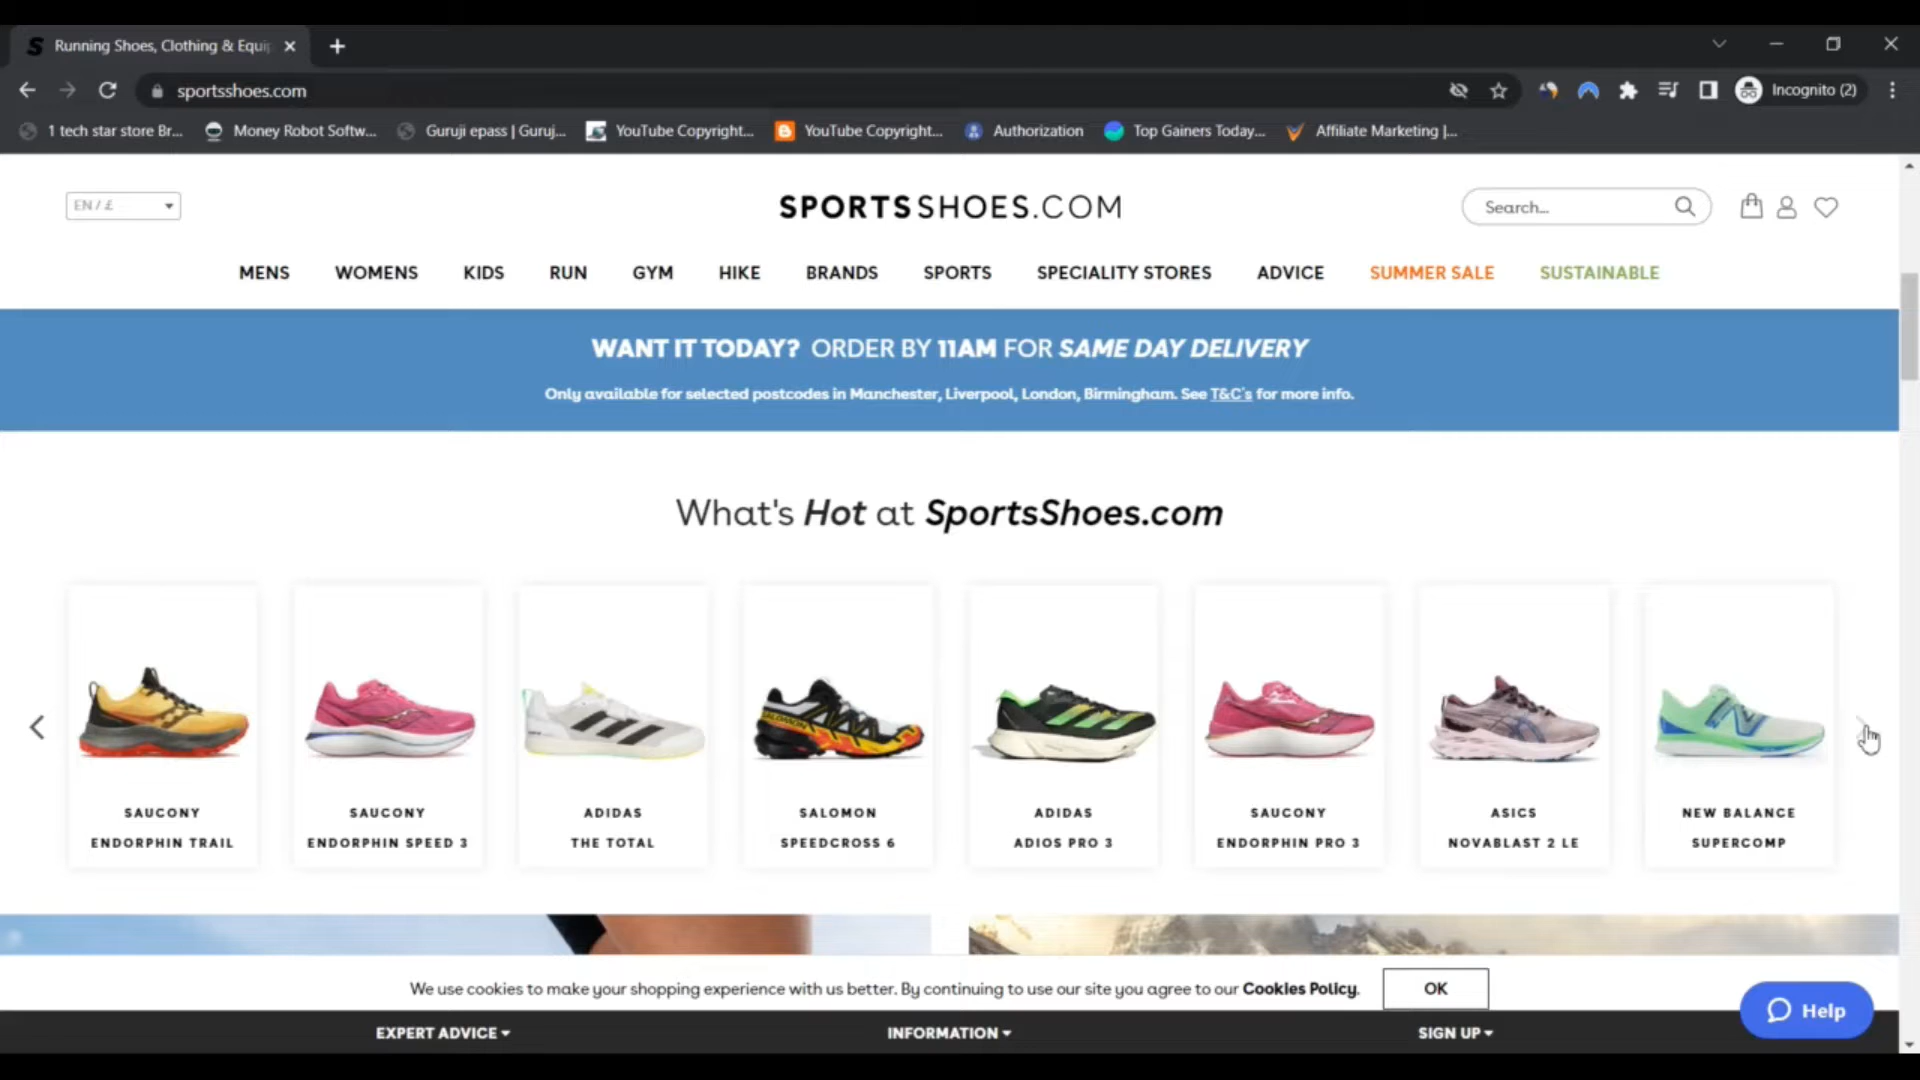 Running Shoes, Clothing & Equip
sportsshoes.com
Incognito (2)
1 tech star store Br...
Money Robot Softw...
Guruji epass | Guruj...
YouTube Copyright...
YouTube Copyright...
Authorization
Top Gainers Today...
Affiliate Marketing |...
EN / £
SPORTSSHOES.COM
Search...
MENS
WOMENS
KIDS
RUN
GYM
HIKE
BRANDS
SPORTS
SPECIALITY STORES
ADVICE
SUMMER SALE
SUSTAINABLE
WANT IT TODAY? ORDER BY 11AM FOR SAME DAY DELIVERY
Only available for selected postcodes in Manchester, Liverpool, London, Birmingham. See T&C's for more info.
What's Hot at SportsShoes.com
SAUCONY
ENDORPHIN TRAIL
SAUCONY
ENDORPHIN SPEED 3
ADIDAS
THE TOTAL
SALOMON
SALOMON
SPEEDCROSS 6
ADIDAS
ADIOS PRO 3
SAUCONY
ENDORPHIN PRO 3
ASICS
NOVABLAST 2 LE
NEW BALANCE
SUPERCOMP
We use cookies to make your shopping experience with us better. By continuing to use our site you agree to our Cookies Policy.
OK
Help
EXPERT ADVICE
INFORMATION
SIGN UP